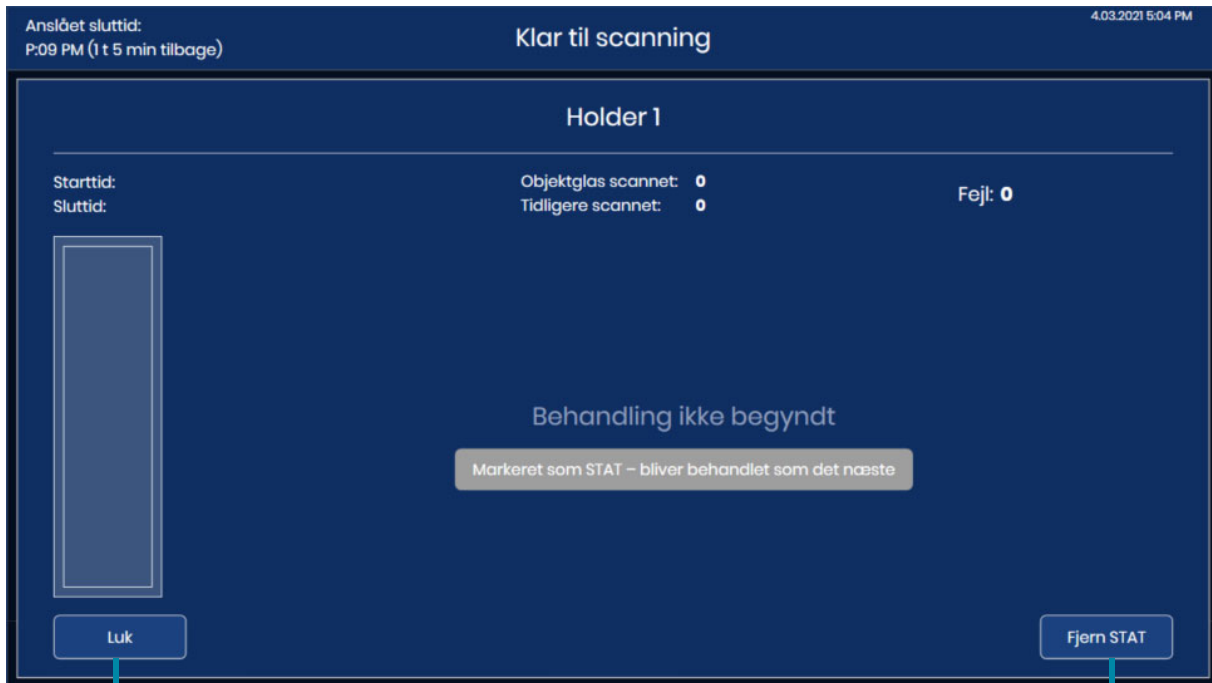 Anslået sluttid:
P:09 PM (1 t 5 min tilbage)
Klar til scanning
4.03.2021 5:04 PM
Holder 1
Starttid:
Sluttid:
Objektglas scannet: 0
Tidligere scannet: 0
Fejl: 0
Behandling ikke begyndt
Markeret som STAT – bliver behandlet som det næste
Luk
Fjern STAT